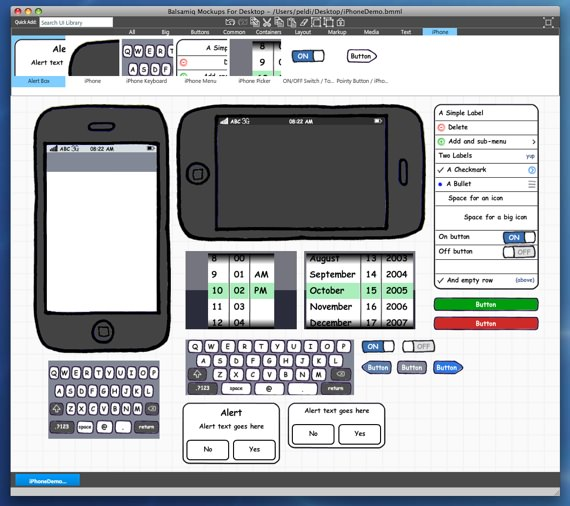 Balsamiq Mockups For Desktop - /Users/peldi/Desktop/iPhoneDemo.bmml
Quick Add: Search UI Library
All Big Buttons Common Containers Forms Layout Markup Media Text iPhone
Ale
Q W E R T Y
A S D F
A Simp
8
9
10
ON
Button
Alert Box iPhone iPhone Keyboard iPhone Menu iPhone Picker ON/OFF Switch / To... Pointy Button / iPho...
ABC 3G 08:22 AM
ABC 3G 08:22 AM
A Simple Label
Delete
Add and sub-menu
Two Labels yup
A Checkmark
A Bullet
Space for an icon
Space for a big icon
On button ON
Off button OFF
And empty row (above)
8 00
9 01 AM
10 02 PM
11 03
12 04
August 13 2003
September 14 2004
October 15 2005
November 16 2006
December 17 2007
Button
Button
Q W E R T Y U I O P
A S D F G H J K L
Z X C V B N M
.?123 space @ . return
Q W E R T Y U I O P
A S D F G H J K L
Z X C V B N M
.?123 space @ . return
ON OFF
Button Button Button
Alert
Alert text goes here
No Yes
Alert text goes here
No Yes
iPhoneDemo...